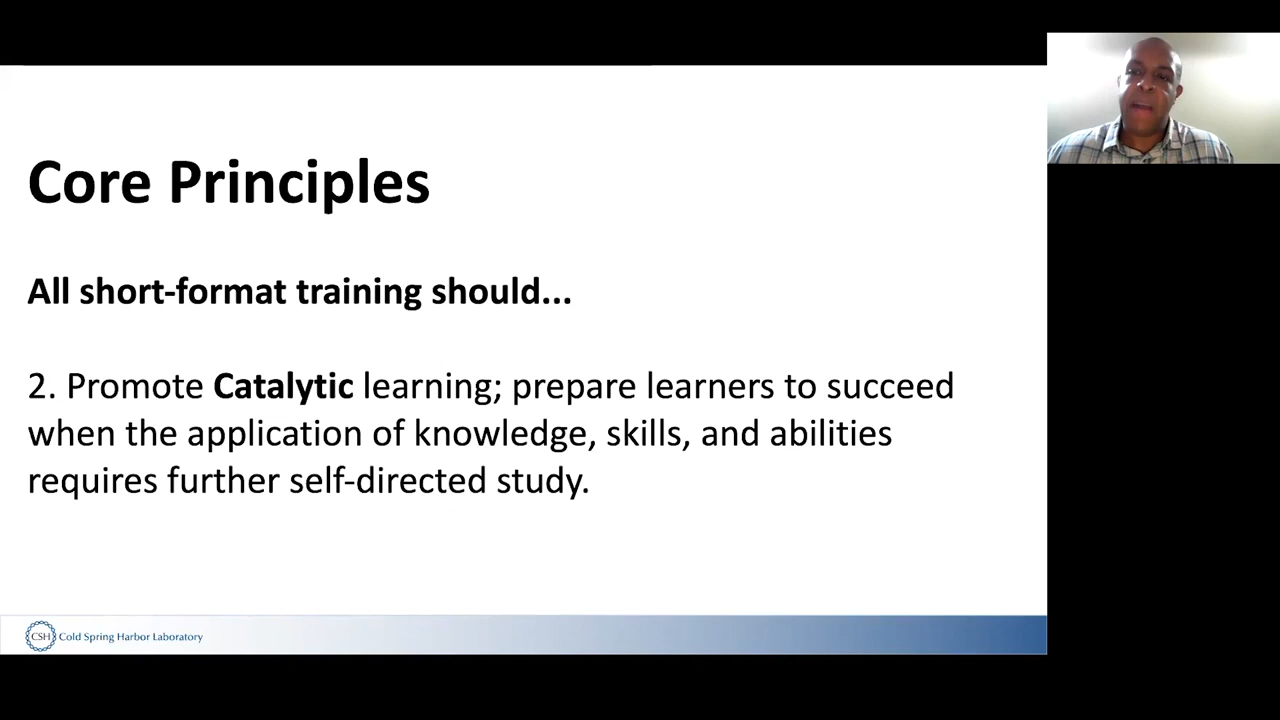 Core Principles
All short-format training should...
2. Promote Catalytic learning; prepare learners to succeed
when the application of knowledge, skills, and abilities
requires further self-directed study.
CSH Cold Spring Harbor Laboratory